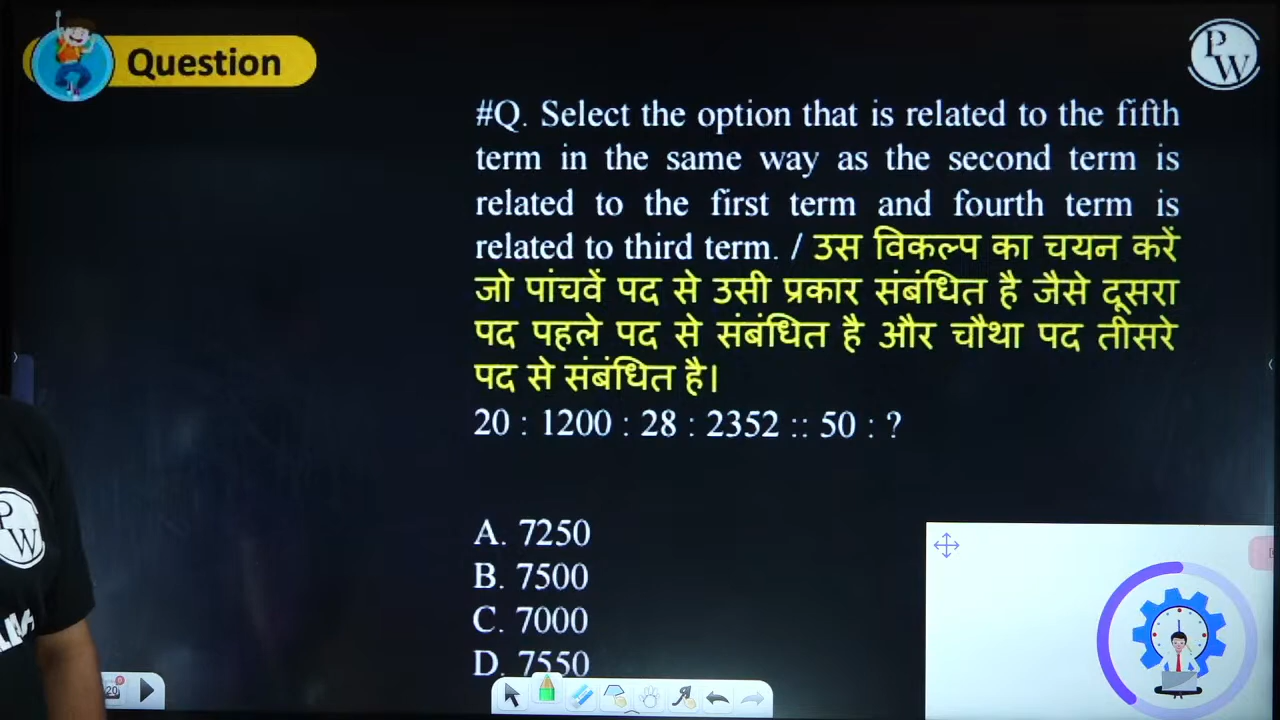 Question
PW
#Q. Select the option that is related to the fifth
term in the same way as the second term is
related to the first term and fourth term is
related to third term. / उस विकल्प का चयन करें
जो पांचवें पद से उसी प्रकार संबंधित है जैसे दूसरा
पद पहले पद से संबंधित है और चौथा पद तीसरे
पद से संबंधित है।
20 : 1200 : 28 : 2352 :: 50 : ?
A. 7250
B. 7500
C. 7000
D. 7550
PW
20